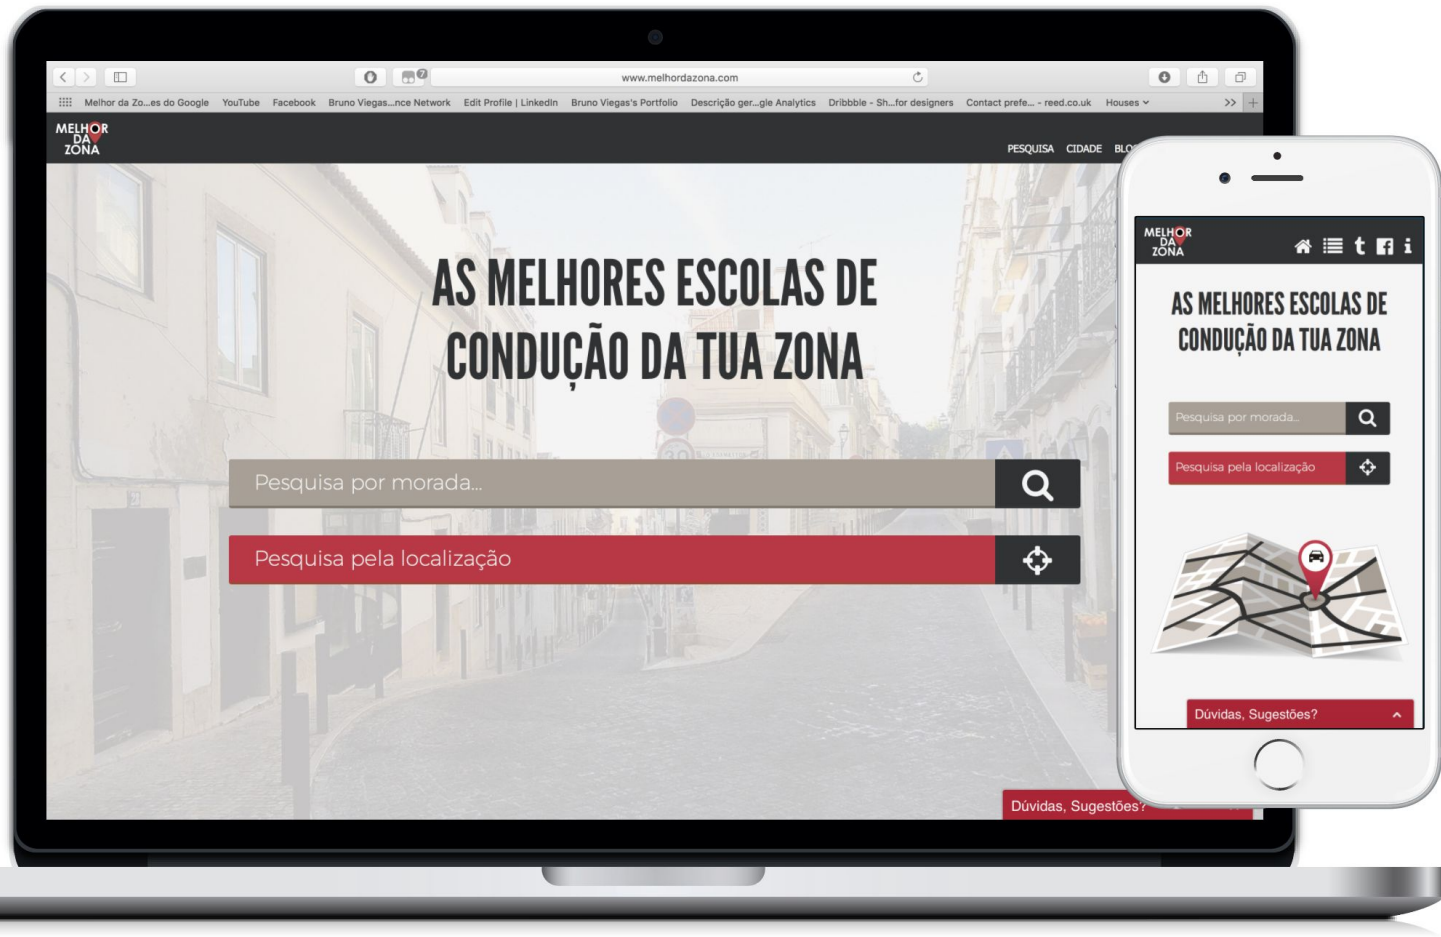 7
www.melhordazona.com
Melhor da Zo...es do Google YouTube Facebook Bruno Viegas...nce Network Edit Profile | LinkedIn Bruno Viegas's Portfolio Descrição ger...gle Analytics Dribbble - Sh...for designers Contact prefe... - reed.co.uk Houses >> +
MELHOR
DA
ZONA
PESQUISA CIDADE
AS MELHORES ESCOLAS DE
CONDUÇÃO DA TUA ZONA
30
Pesquisa por morada...
Pesquisa pela localização
Dúvidas, Sugestões?
MELHOR
DA
ZONA
t f i
AS MELHORES ESCOLAS DE
CONDUÇÃO DA TUA ZONA
Pesquisa por morada...
Pesquisa pela localização
Dúvidas, Sugestões?